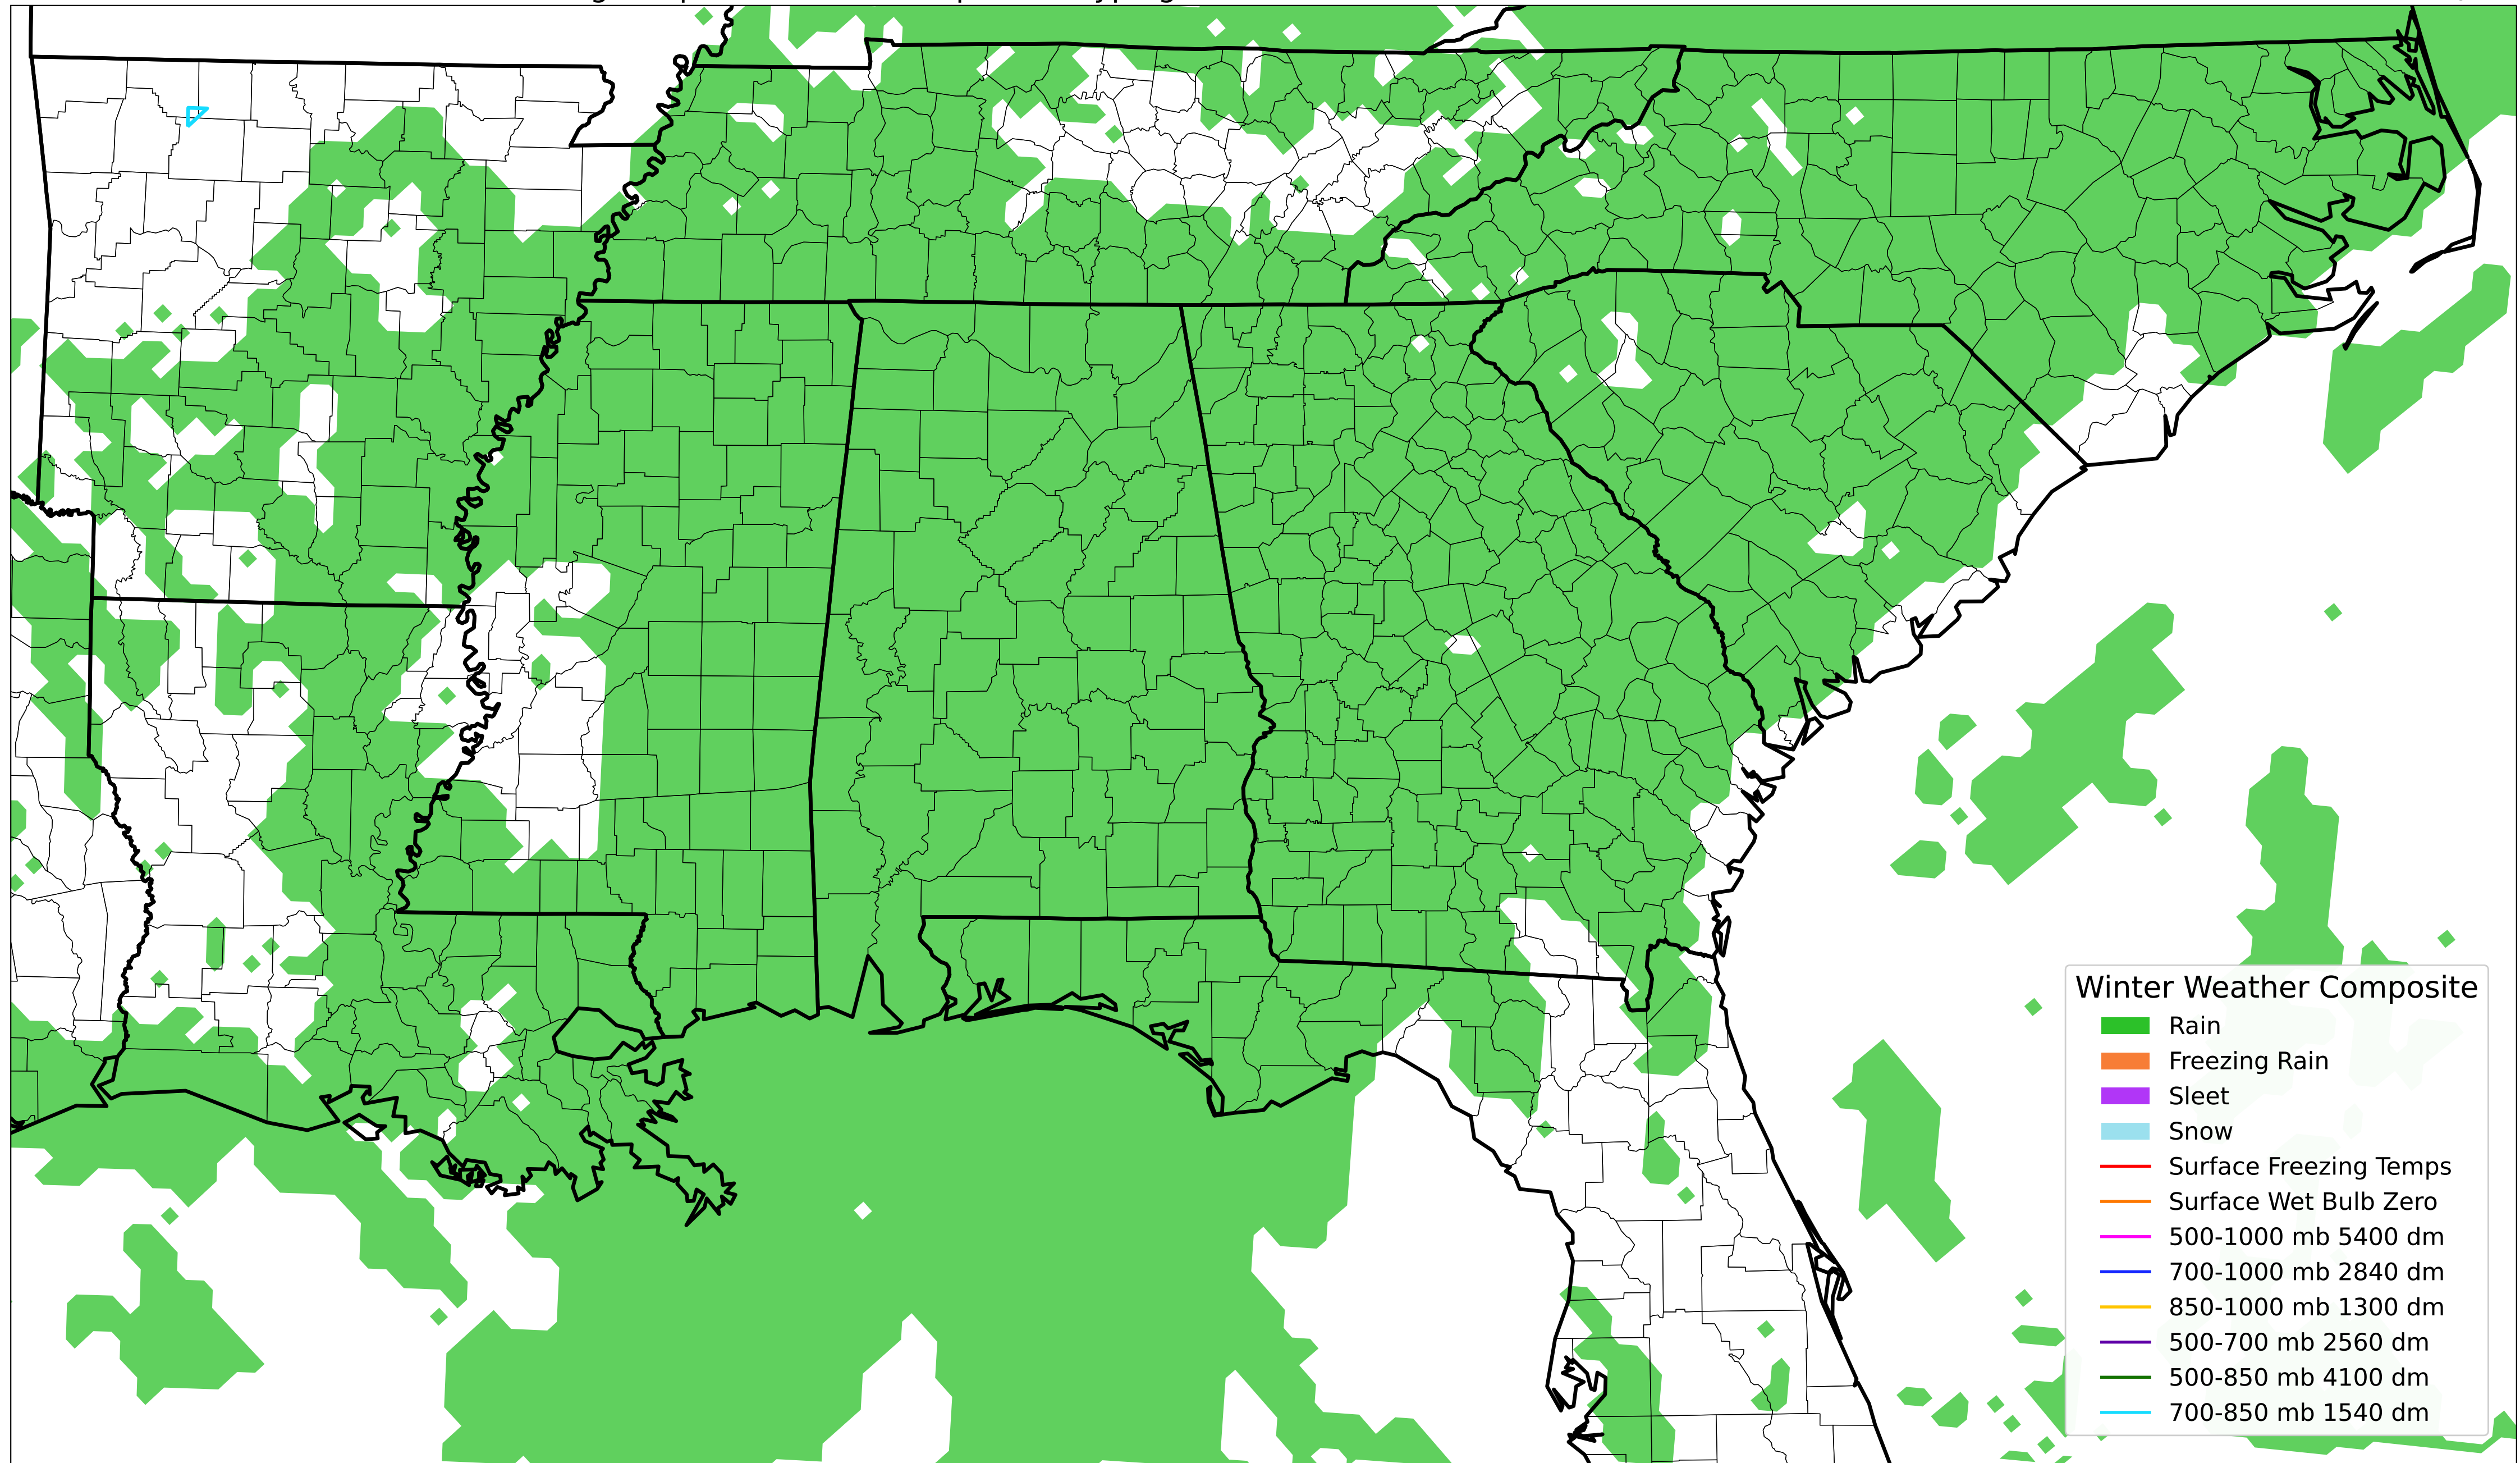 Winter Weather Composite
Rain
Freezing Rain
Sleet
Snow
Surface Freezing Temps
Surface Wet Bulb Zero
500-1000 mb 5400 dm
700-1000 mb 2840 dm
850-1000 mb 1300 dm
500-700 mb 2560 dm
500-850 mb 4100 dm
700-850 mb 1540 dm